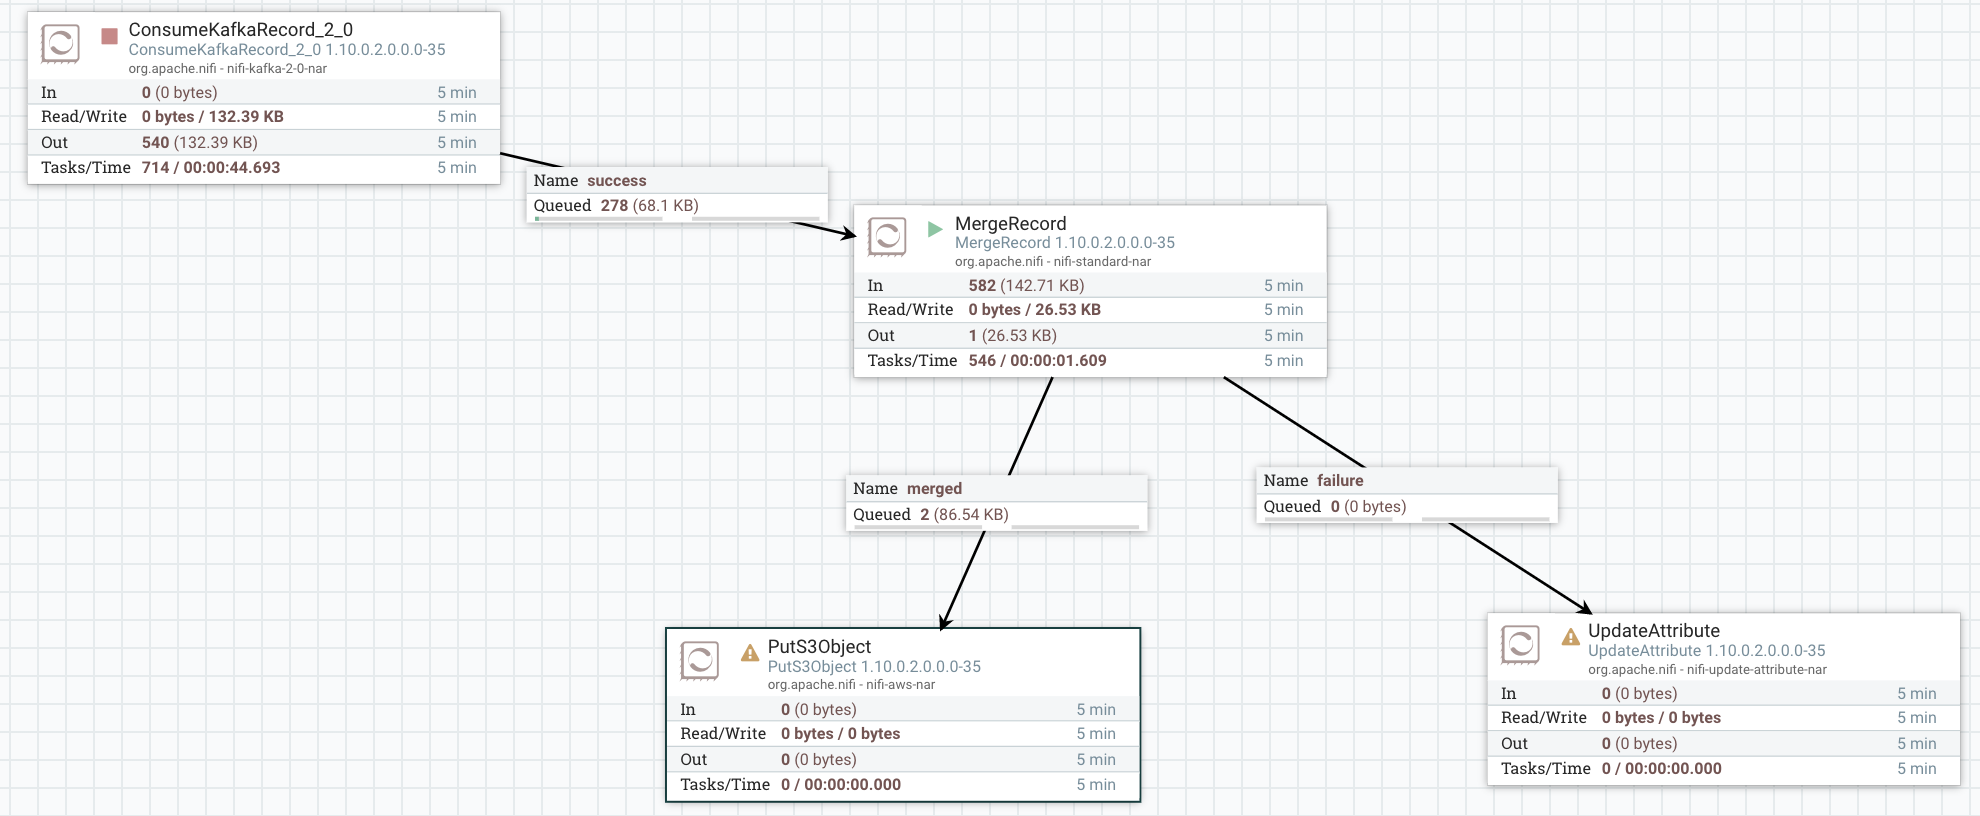 ConsumeKafkaRecord_2_0
ConsumeKafkaRecord_2_0 1.10.0.2.0.0.0-35
org.apache.nifi - nifi-kafka-2-0-nar
In 0 (0 bytes) 5 min
Read/Write 0 bytes / 132.39 KB 5 min
Out 540 (132.39 KB) 5 min
Tasks/Time 714 / 00:00:44.693 5 min
Name success
Queued 278 (68.1 KB)
MergeRecord
MergeRecord 1.10.0.2.0.0.0-35
org.apache.nifi - nifi-standard-nar
In 582 (142.71 KB) 5 min
Read/Write 0 bytes / 26.53 KB 5 min
Out 1 (26.53 KB) 5 min
Tasks/Time 546 / 00:00:01.609 5 min
Name merged
Queued 2 (86.54 KB)
Name failure
Queued 0 (0 bytes)
PutS3Object
PutS3Object 1.10.0.2.0.0.0-35
org.apache.nifi - nifi-aws-nar
In 0 (0 bytes) 5 min
Read/Write 0 bytes / 0 bytes 5 min
Out 0 (0 bytes) 5 min
Tasks/Time 0 / 00:00:00.000 5 min
UpdateAttribute
UpdateAttribute 1.10.0.2.0.0.0-35
org.apache.nifi - nifi-update-attribute-nar
In 0 (0 bytes) 5 min
Read/Write 0 bytes / 0 bytes 5 min
Out 0 (0 bytes) 5 min
Tasks/Time 0 / 00:00:00.000 5 min